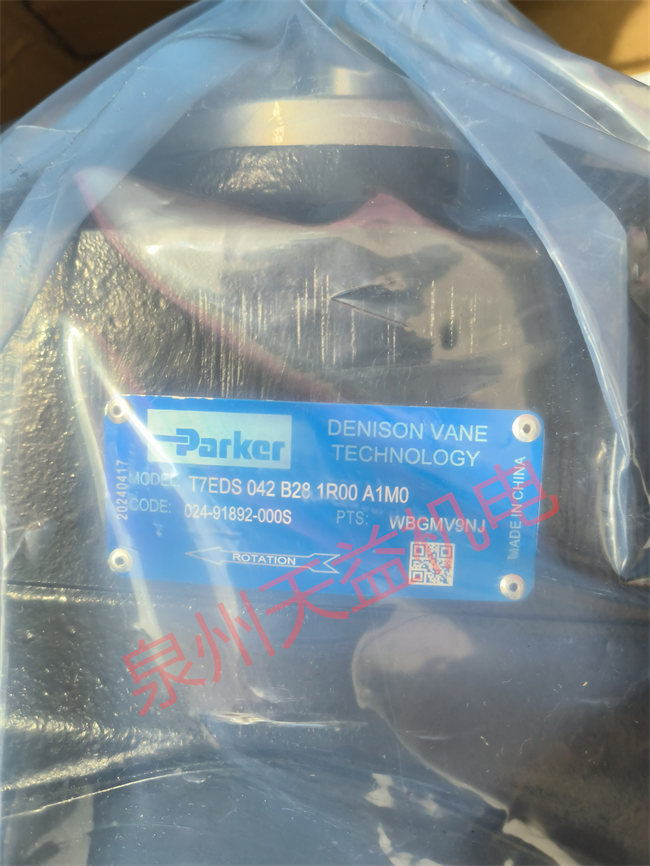 Parker
DENISON VANE
TECHNOLOGY
20240417
MODEL: T7EDS 042 B28 1R00 A1M0
CODE: 024-91892-000S
PTS: WBGMV9NJ
MADE IN CHINA
ROTATION
泉州天益机电